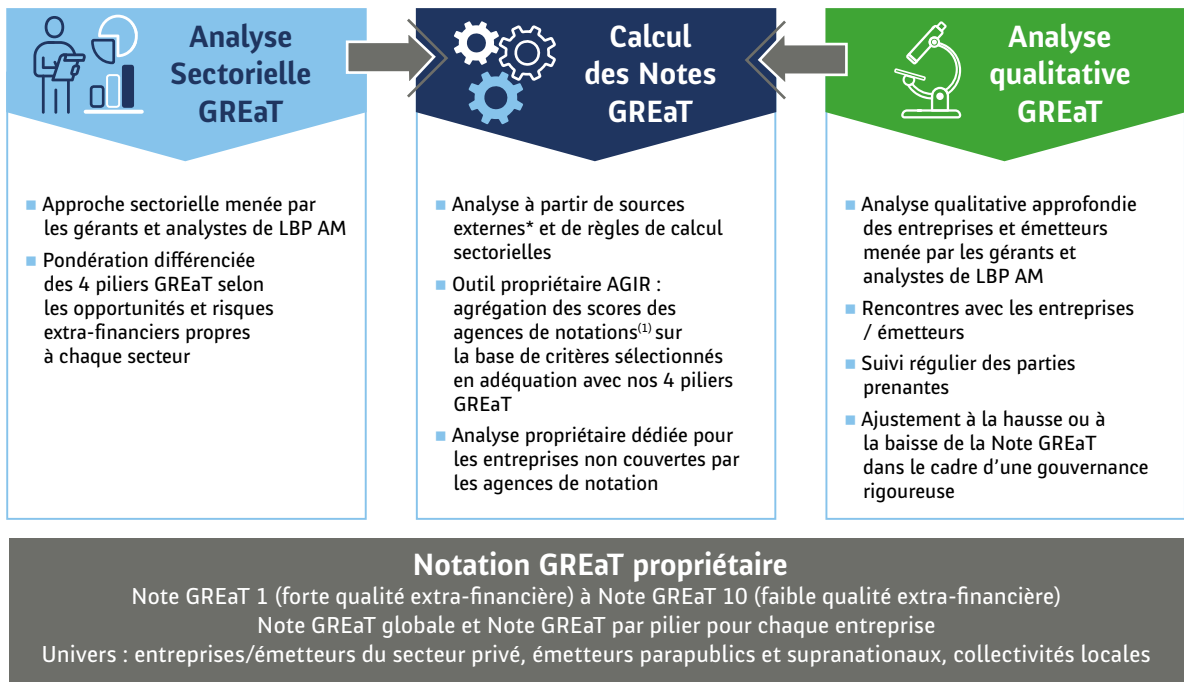 Analyse
Sectorielle
GREaT
Approche sectorielle menée par
les gérants et analystes de LBP AM
Pondération différenciée
des 4 piliers GREaT selon
les opportunités et risques
extra-financiers propres
à chaque secteur
Calcul
des Notes
GREaT
Analyse à partir de sources
externes* et de règles de calcul
sectorielles
Outil propriétaire AGIR :
agrégation des scores des
agences de notations(1) sur
la base de critères sélectionnés
en adéquation avec nos 4 piliers
GREaT
Analyse propriétaire dédiée pour
les entreprises non couvertes par
les agences de notation
Analyse
qualitative
GREaT
Analyse qualitative approfondie
des entreprises et émetteurs
menée par les gérants et
analystes de LBP AM
Rencontres avec les entreprises
/ émetteurs
Suivi régulier des parties
prenantes
Ajustement à la hausse ou à
la baisse de la Note GREaT
dans le cadre d'une gouvernance
rigoureuse
Notation GREaT propriétaire
Note GREaT 1 (forte qualité extra-financière) à Note GREaT 10 (faible qualité extra-financière)
Note GREaT globale et Note GREaT par pilier pour chaque entreprise
Univers : entreprises/émetteurs du secteur privé, émetteurs parapublics et supranationaux, collectivités locales